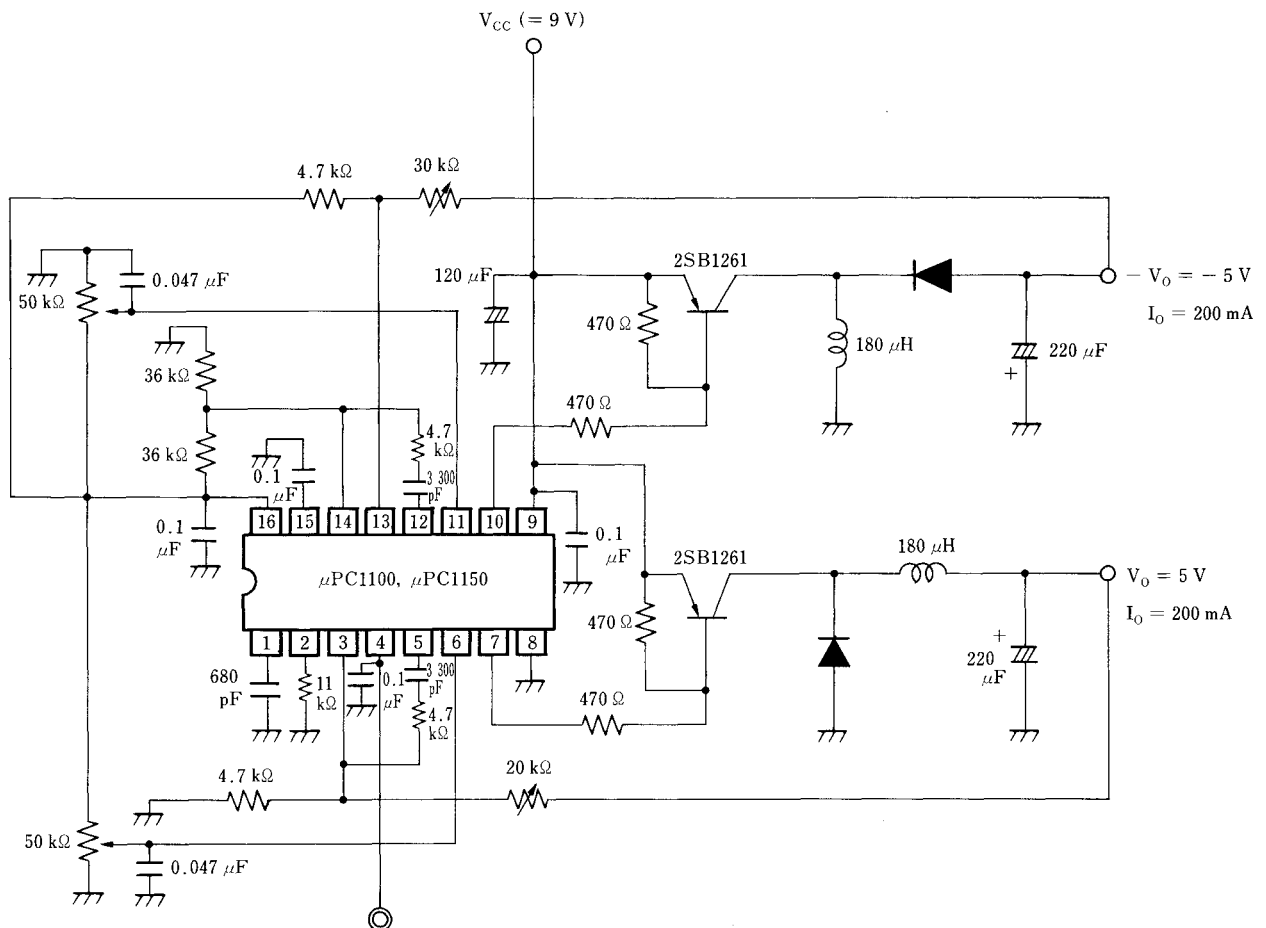 V_CC (= 9 V)
4.7 kΩ
30 kΩ
50 kΩ
0.047 μF
120 μF
2SB1261
470 Ω
180 μH
− V_O = − 5 V
I_O = 200 mA
220 μF
+
36 kΩ
36 kΩ
470 Ω
4.7
kΩ
3 300
pF
0.1
μF
0.1
μF
16 15 14 13 12 11 10 9
0.1
μF
μPC1100, μPC1150
1 2 3 4 5 6 7 8
2SB1261
180 μH
V_O = 5 V
I_O = 200 mA
470 Ω
+
220
μF
680
pF
11
kΩ
0.1
μF
3 300
pF
4.7
kΩ
470 Ω
4.7 kΩ
20 kΩ
50 kΩ
0.047 μF